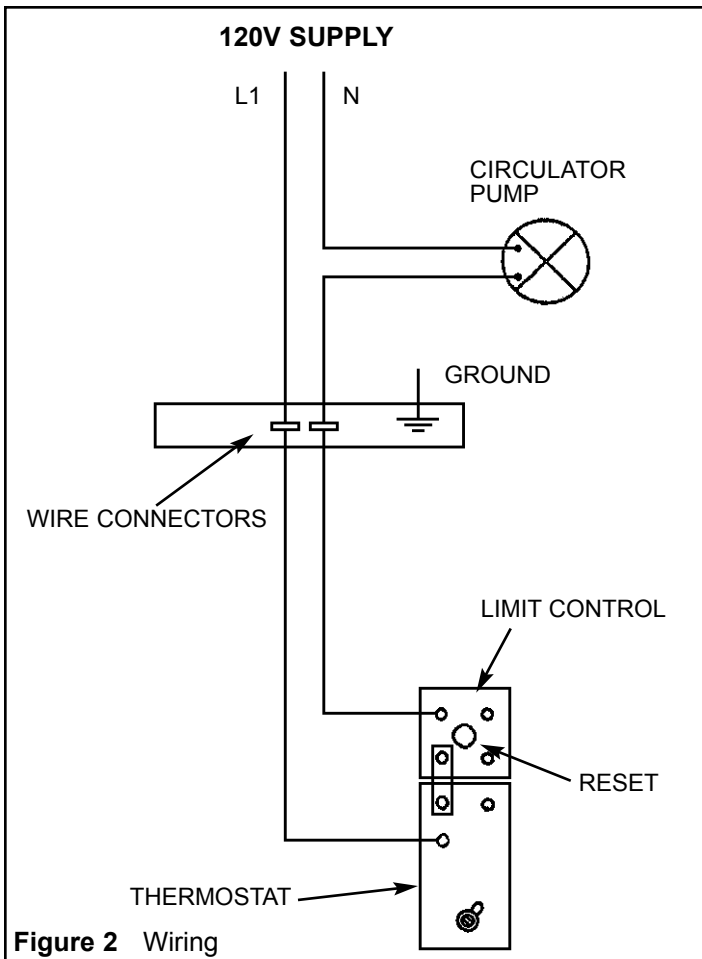 120V SUPPLY
L1
N
CIRCULATOR
PUMP
GROUND
WIRE CONNECTORS
LIMIT CONTROL
RESET
THERMOSTAT
Figure 2 Wiring